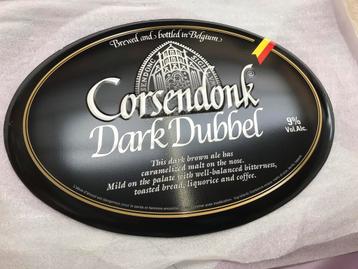 Brewed and bottled in Belgium
Corsendonk
Dark Dubbel
9%
Vol.Alc.
This dark brown ale has
caramelized malt on the nose.
Mild on the palate with well-balanced bitterness,
toasted bread, liquorice and coffee.